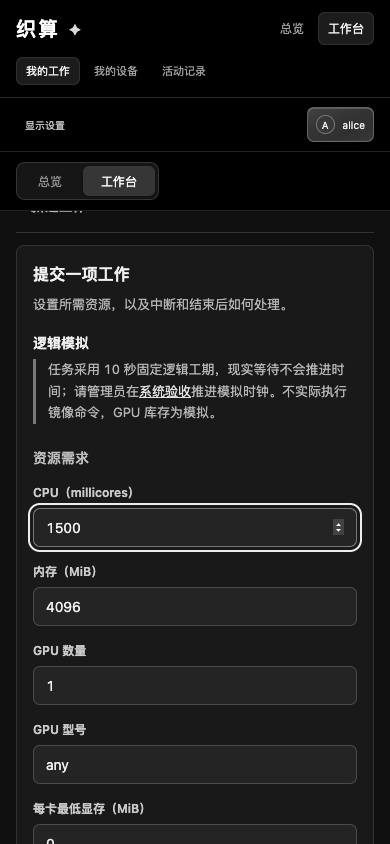 织算
总览
工作台
我的工作
我的设备
活动记录
显示设置
A
alice
总览
工作台
提交一项工作
设置所需资源，以及中断和结束后如何处理。
逻辑模拟
任务采用 10 秒固定逻辑工期，现实等待不会推进时
间；请管理员在系统验收推进模拟时钟。不实际执行
镜像命令，GPU 库存为模拟。
资源需求
CPU（millicores）
1500
内存（MiB）
4096
GPU 数量
1
GPU 型号
any
每卡最低显存（MiB）